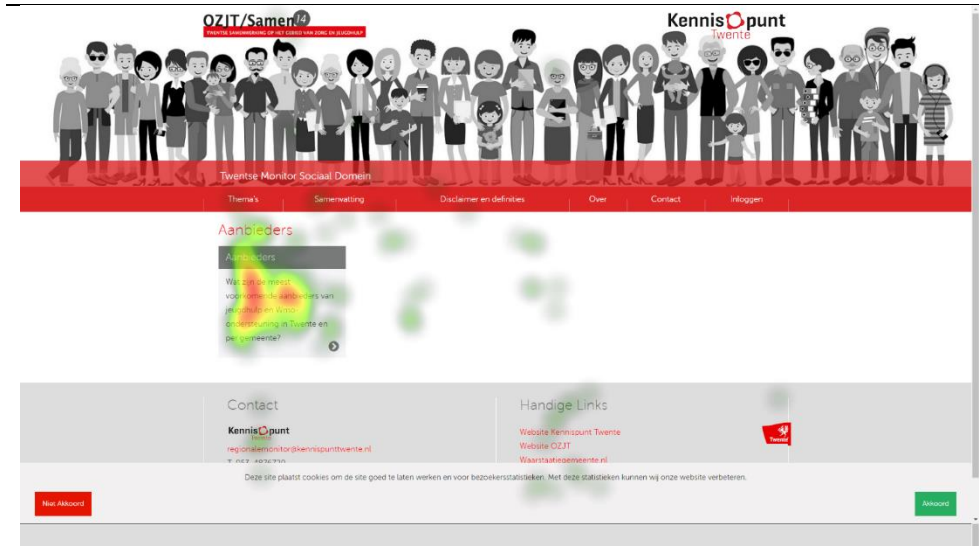 OZJT/Samen14
TWENTSE SAMENWERKING OP HET GEBIED VAN ZORG EN JEUGDHULP
Kennispunt
Twente
Twentse Monitor Sociaal Domein
Thema's Samenvatting Disclaimer en definities Over Contact Inloggen
Aanbieders
Aanbieders
Wat zijn de meest
voorkomende aanbieders van
jeugdhulp en Wmo-
ondersteuning in Twente en
per gemeente?
Contact
Handige Links
Kennispunt
Twente
regionalemonitor@kennispunttwente.nl
T. 053-4876720
Website Kennispunt Twente
Website OZJT
Waarstaatjegemeente.nl
Twente
Deze site plaatst cookies om de site goed te laten werken en voor bezoekersstatistieken. Met deze statistieken kunnen wij onze website verbeteren.
Niet Akkoord
Akkoord